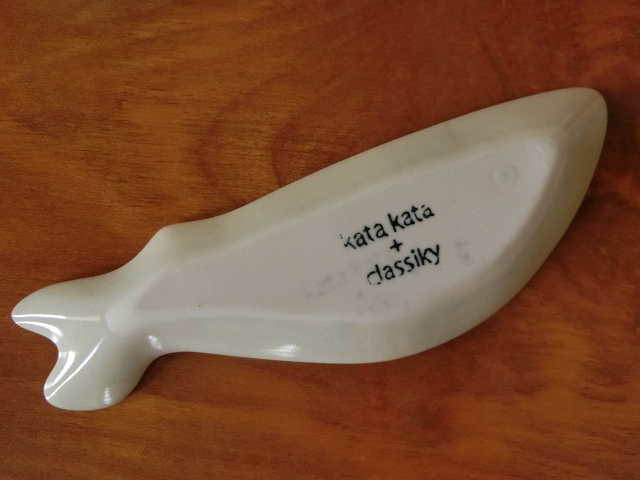 kata kata
+
classiky